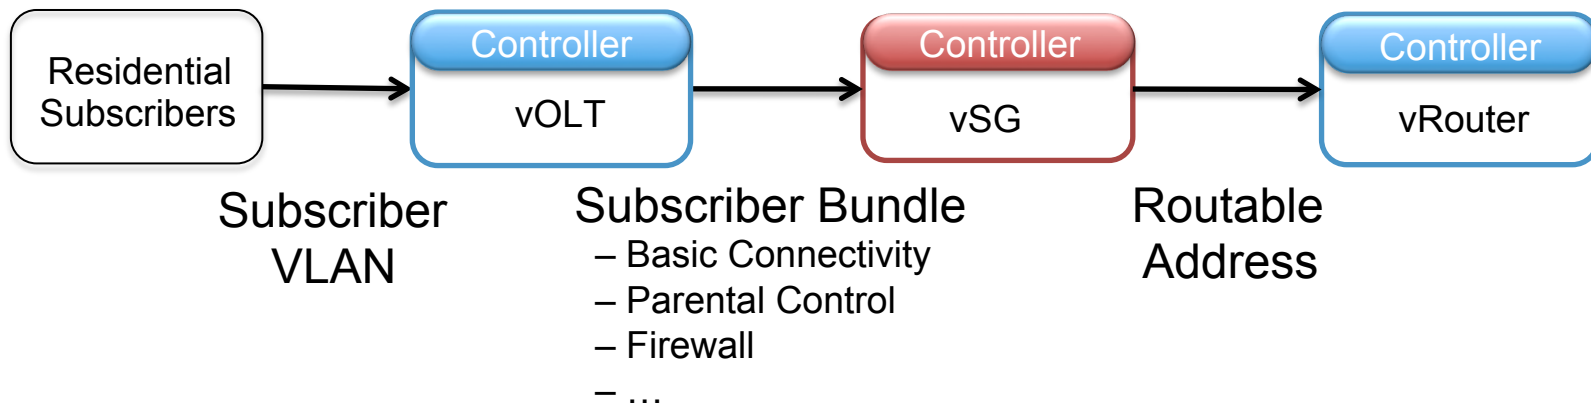 Residential
Subscribers
Controller
vOLT
Controller
vSG
Controller
vRouter
Subscriber
VLAN
Subscriber Bundle
– Basic Connectivity
– Parental Control
– Firewall
– …
Routable
Address